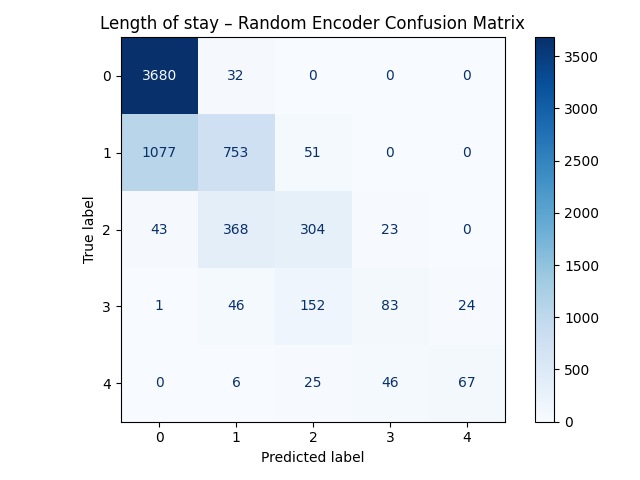 Length of stay – Random Encoder Confusion Matrix
0 3680 32 0 0 0
1 1077 753 51 0 0
2 43 368 304 23 0
3 1 46 152 83 24
4 0 6 25 46 67
0 1 2 3 4
True label
Predicted label
3500
3000
2500
2000
1500
1000
500
0